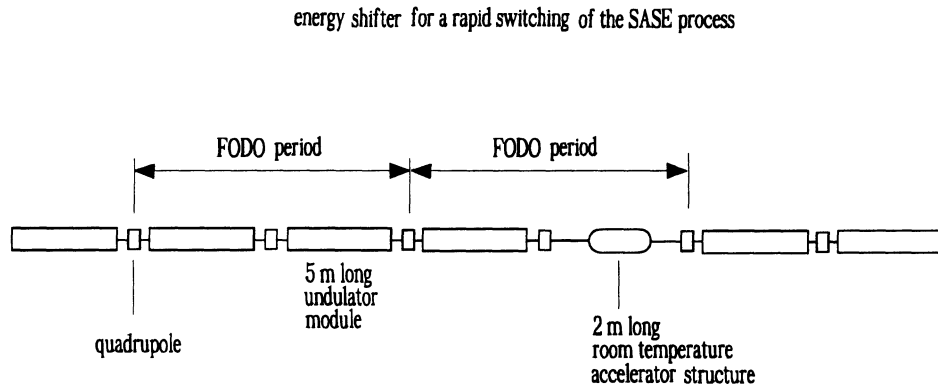 energy shifter for a rapid switching of the SASE process
FODO period
FODO period
5 m long
undulator
module
quadrupole
2 m long
room temperature
accelerator structure